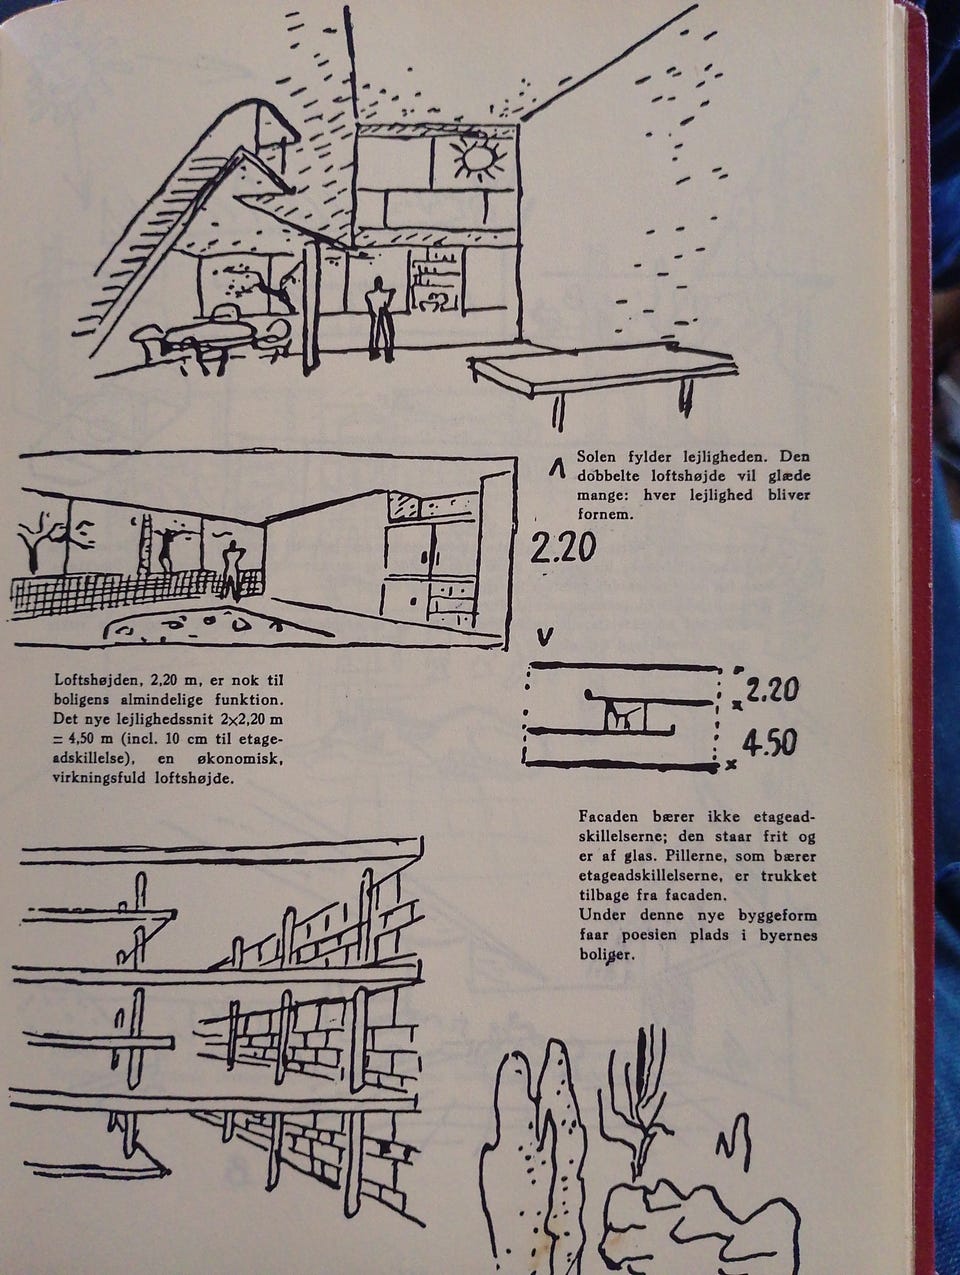 Solen fylder lejligheden. Den
dobbelte loftshøjde vil glæde
mange: hver lejlighed bliver
fornem.
2.20
Loftshøjden, 2,20 m, er nok til
boligens almindelige funktion.
Det nye lejlighedssnit 2×2,20 m
= 4,50 m (incl. 10 cm til etage-
adskillelse), en økonomisk,
virkningsfuld loftshøjde.
2.20
4.50
Facaden bærer ikke etagead-
skillelserne; den staar frit og
er af glas. Pillerne, som bærer
etageadskillelserne, er trukket
tilbage fra facaden.
Under denne nye byggeform
faar poesien plads i byernes
boliger.